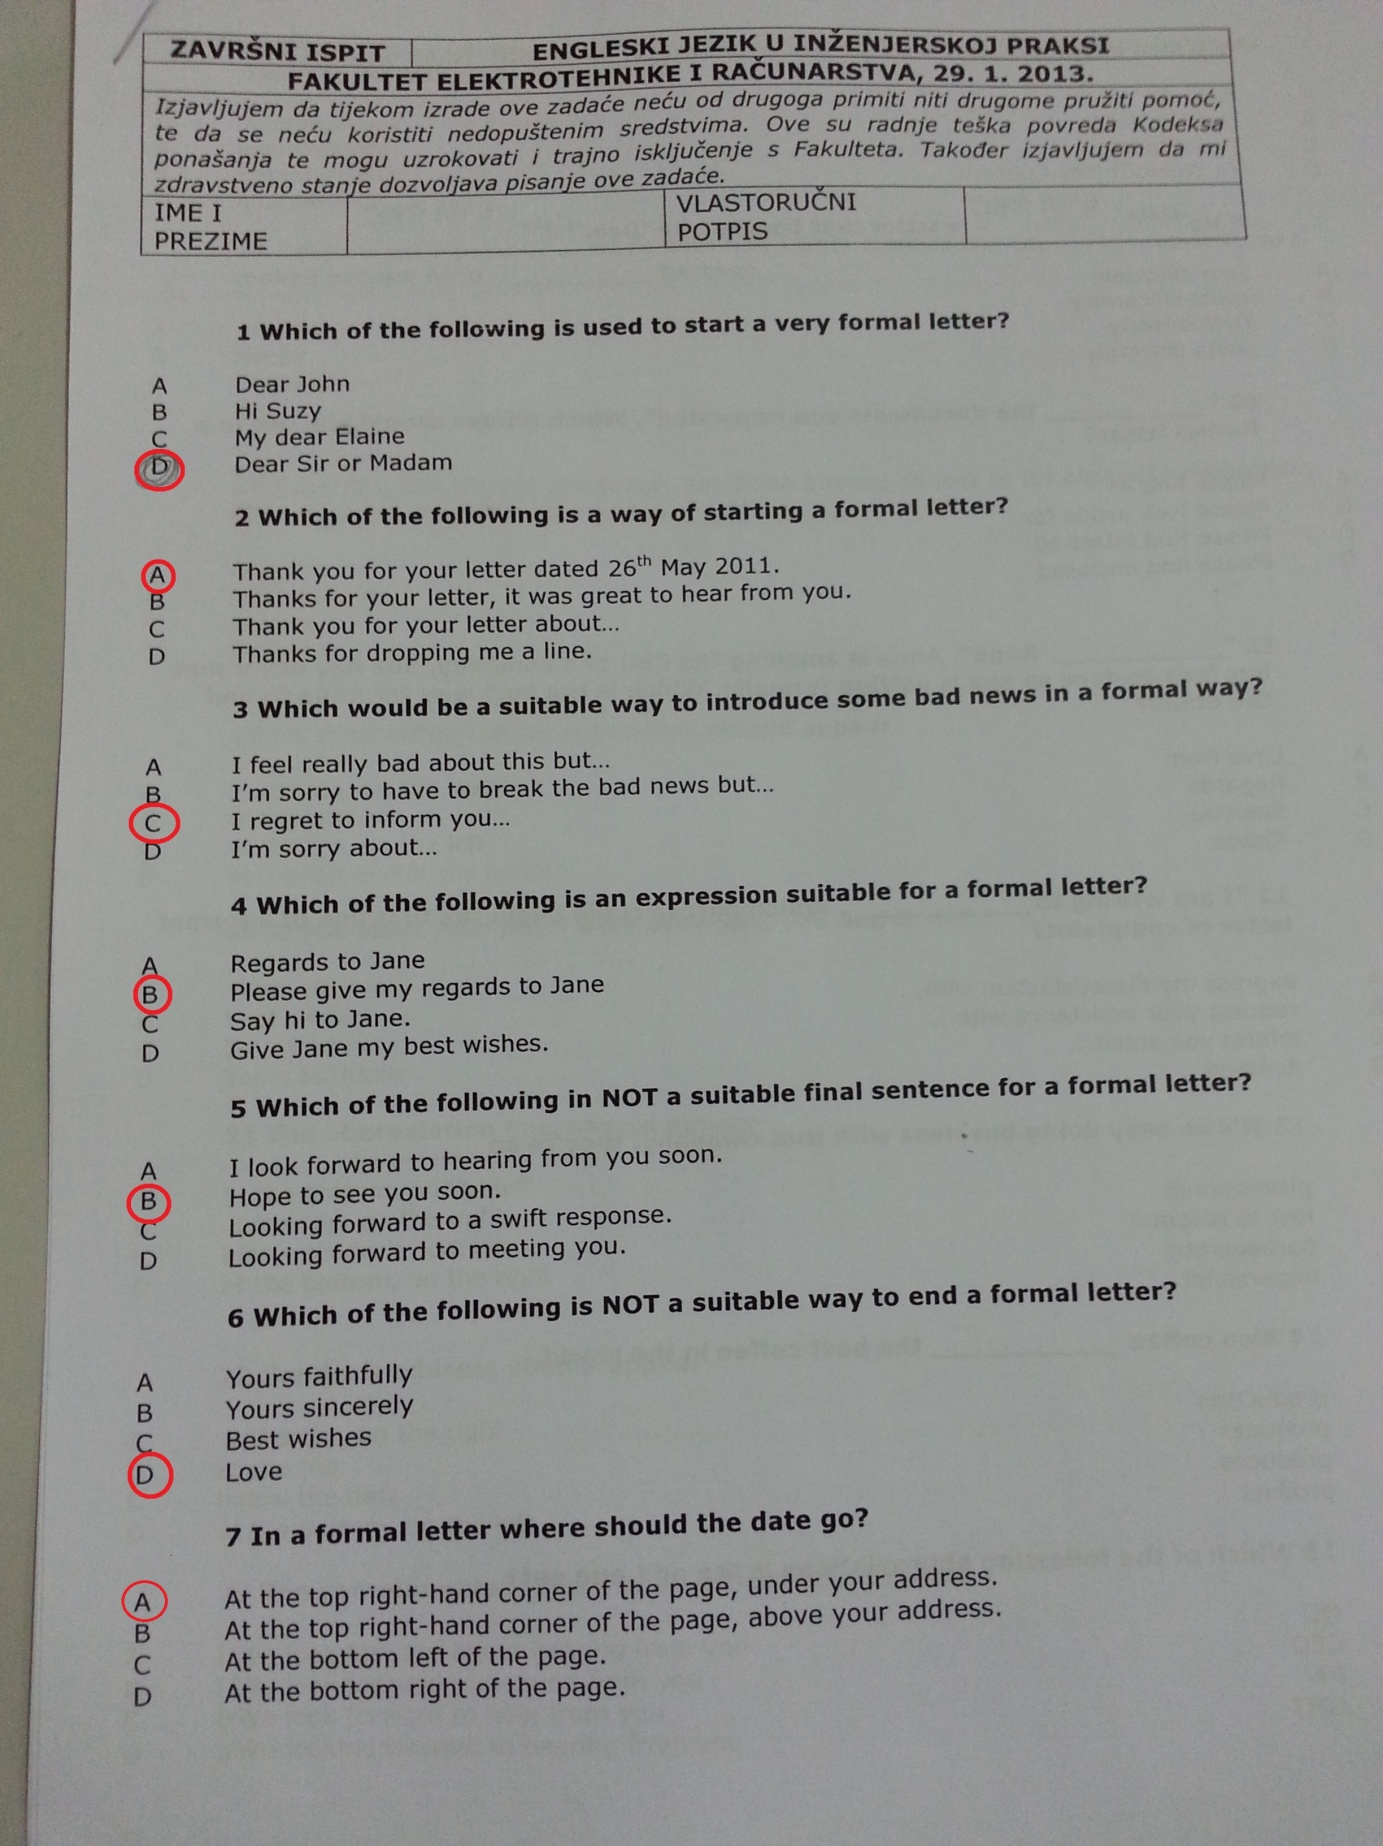 ZAVRŠNI ISPIT ENGLESKI JEZIK U INŽENJERSKOJ PRAKSI
FAKULTET ELEKTROTEHNIKE I RAČUNARSTVA, 29. 1. 2013.
Izjavljujem da tijekom izrade ove zadaće neću od drugoga primiti niti drugome pružiti pomoć,
te da se neću koristiti nedopuštenim sredstvima. Ove su radnje teška povreda Kodeksa
ponašanja te mogu uzrokovati i trajno isključenje s Fakulteta. Također izjavljujem da mi
zdravstveno stanje dozvoljava pisanje ove zadaće.
IME I PREZIME
VLASTORUČNI POTPIS
1 Which of the following is used to start a very formal letter?
A Dear John
B Hi Suzy
C My dear Elaine
D Dear Sir or Madam
2 Which of the following is a way of starting a formal letter?
A Thank you for your letter dated 26th May 2011.
B Thanks for your letter, it was great to hear from you.
C Thank you for your letter about...
D Thanks for dropping me a line.
3 Which would be a suitable way to introduce some bad news in a formal way?
A I feel really bad about this but...
B I'm sorry to have to break the bad news but...
C I regret to inform you...
D I'm sorry about...
4 Which of the following is an expression suitable for a formal letter?
A Regards to Jane
B Please give my regards to Jane
C Say hi to Jane.
D Give Jane my best wishes.
5 Which of the following in NOT a suitable final sentence for a formal letter?
A I look forward to hearing from you soon.
B Hope to see you soon.
C Looking forward to a swift response.
D Looking forward to meeting you.
6 Which of the following is NOT a suitable way to end a formal letter?
A Yours faithfully
B Yours sincerely
C Best wishes
D Love
7 In a formal letter where should the date go?
A At the top right-hand corner of the page, under your address.
B At the top right-hand corner of the page, above your address.
C At the bottom left of the page.
D At the bottom right of the page.